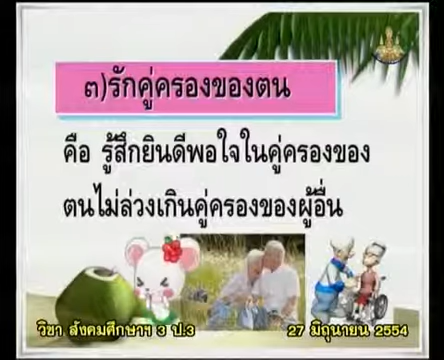 ๓)รักคู่ครองของตน
คือ รู้สึกยินดีพอใจในคู่ครองของ
ตนไม่ล่วงเกินคู่ครองของผู้อื่น
วิชา สังคมศึกษาฯ 3 ป.3
27 มิถุนายน 2554